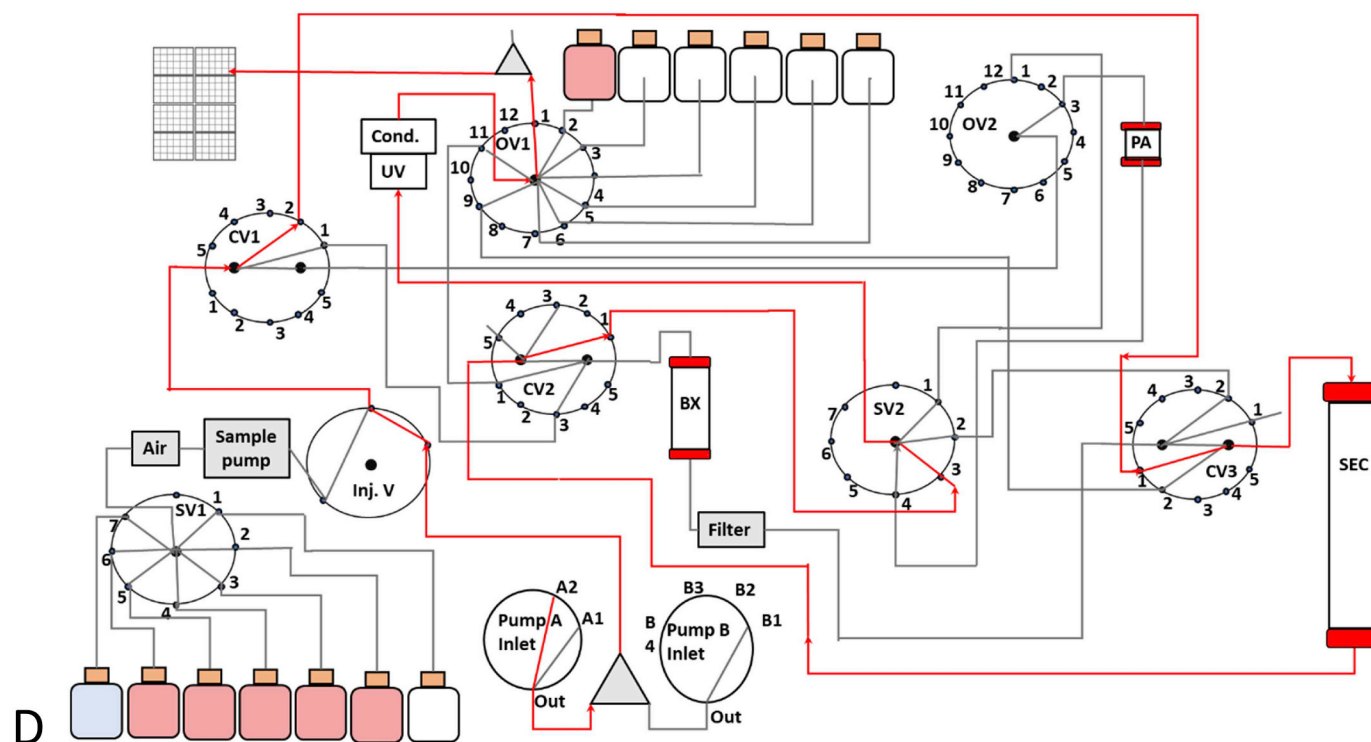 12
1
2
3
4
5
6
7
8
9
10
11
OV2
PA
Cond.
UV
12
1
2
3
4
5
6
7
8
9
10
11
OV1
CV1
1
2
3
4
5
1
2
3
4
5
CV2
1
2
3
4
5
1
2
3
4
5
BX
SV2
1
2
3
4
5
6
7
CV3
1
2
3
4
5
1
2
3
4
5
SEC
Air
Sample
pump
Inj. V
Filter
SV1
1
2
3
4
5
6
7
A2
A1
Pump A
Inlet
Out
B3
B2
B1
B
4
Pump B
Inlet
Out
D